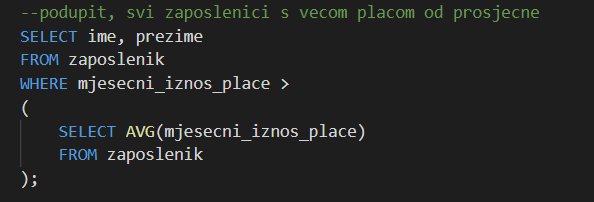 --podupit, svi zaposlenici s vecom placom od prosjecne
SELECT ime, prezime
FROM zaposlenik
WHERE mjesecni_iznos_place >
(
    SELECT AVG(mjesecni_iznos_place)
    FROM zaposlenik
);